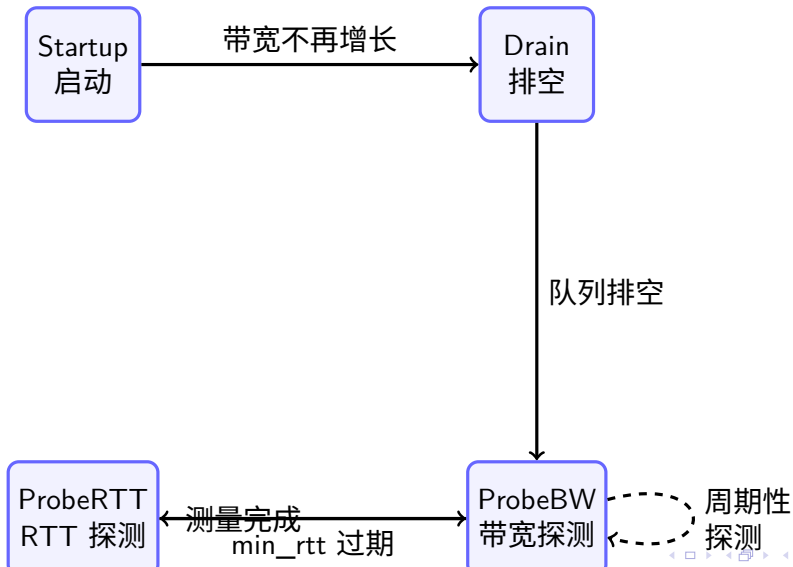 Startup
启动
带宽不再增长
Drain
排空
队列排空
ProbeRTT
RTT 探测
测量完成
min_rtt 过期
ProbeBW
带宽探测
周期性
探测